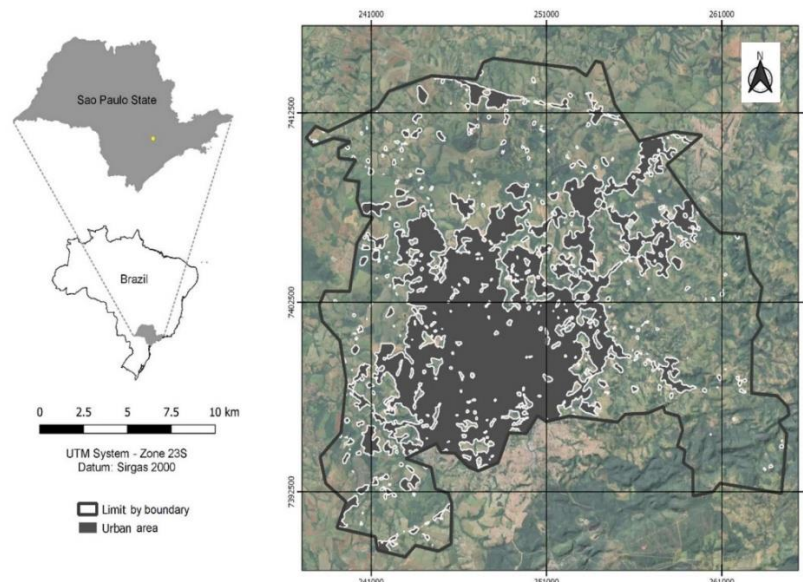 Sao Paulo State
Brazil
0 2.5 5 7.5 10 km
UTM System - Zone 23S
Datum: Sirgas 2000
Limit by boundary
Urban area
241000 251000 261000
N
7412500
7402500
7392500
241000 251000 261000